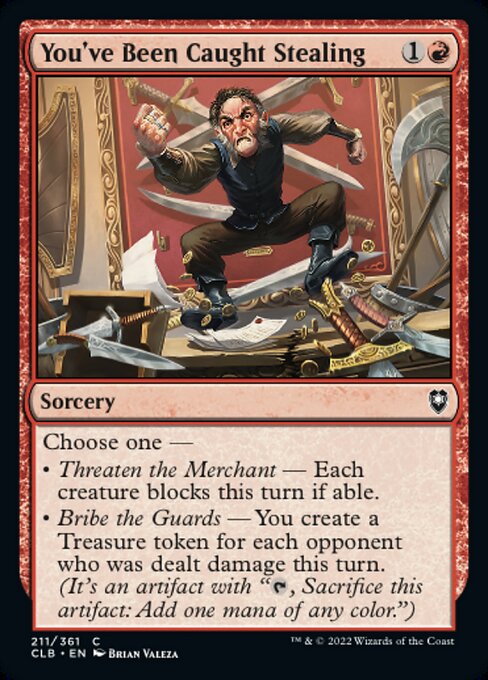 You've Been Caught Stealing 1
Sorcery
Choose one —
• Threaten the Merchant — Each
creature blocks this turn if able.
• Bribe the Guards — You create a
Treasure token for each opponent
who was dealt damage this turn.
(It's an artifact with “, Sacrifice this
artifact: Add one mana of any color.”)
211/361 C
CLB • EN Brian Valeza
™ & © 2022 Wizards of the Coast